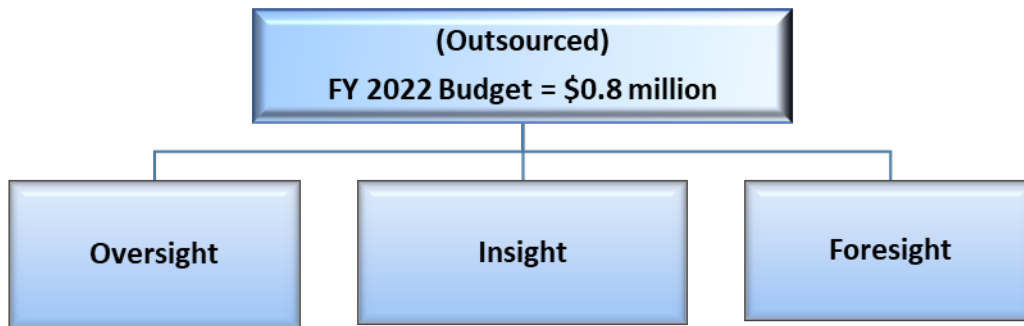 (Outsourced)
FY 2022 Budget = $0.8 million
Oversight
Insight
Foresight